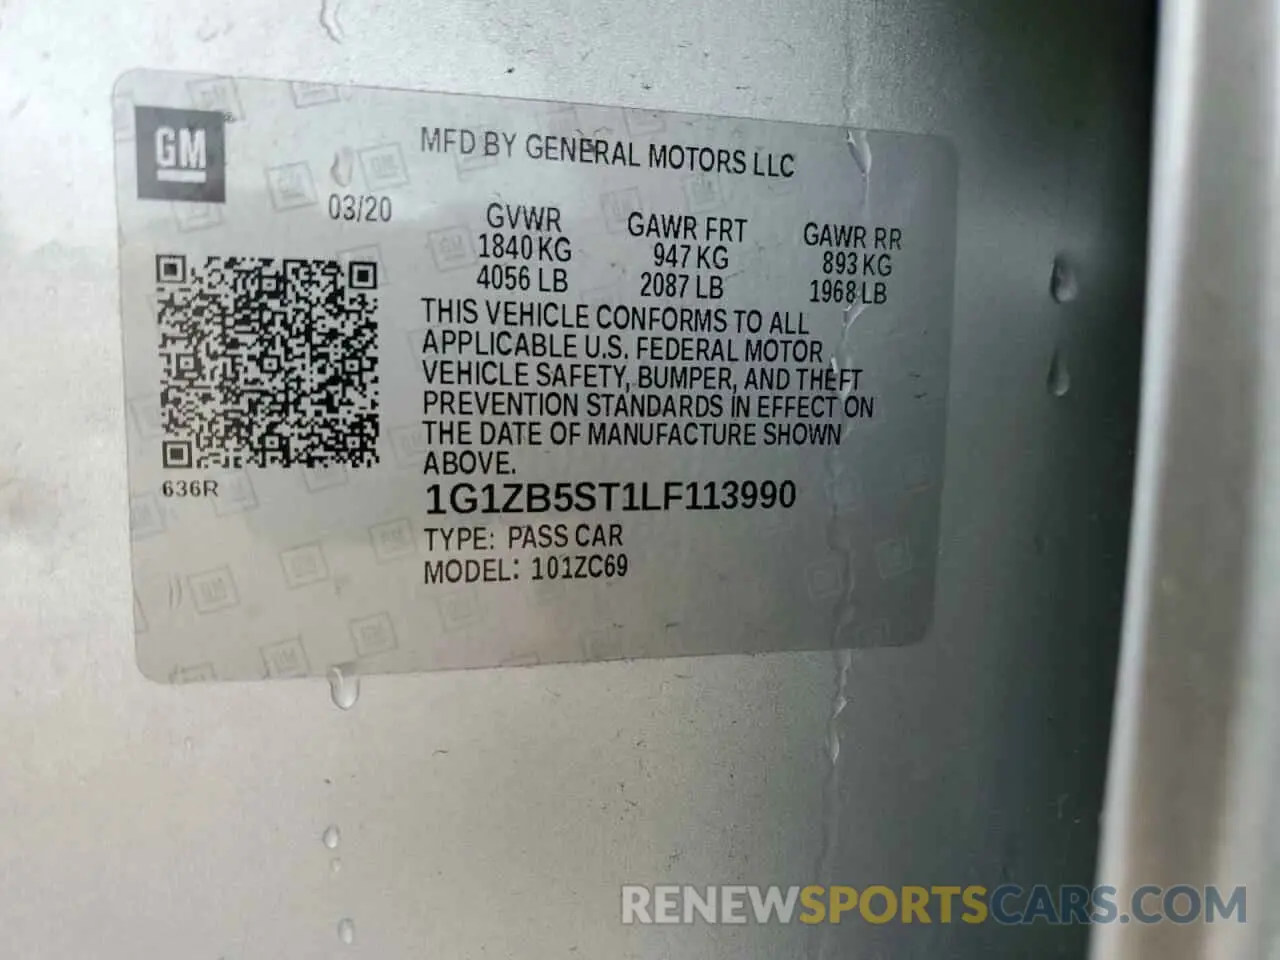 GM
MFD BY GENERAL MOTORS LLC
03/20
GVWR GAWR FRT GAWR RR
1840 KG 947 KG 893 KG
4056 LB 2087 LB 1968 LB
THIS VEHICLE CONFORMS TO ALL
APPLICABLE U.S. FEDERAL MOTOR
VEHICLE SAFETY, BUMPER, AND THEFT
PREVENTION STANDARDS IN EFFECT ON
THE DATE OF MANUFACTURE SHOWN
ABOVE.
636R
1G1ZB5ST1LF113990
TYPE: PASS CAR
MODEL: 101ZC69
RENEWSPORTSCARS.COM